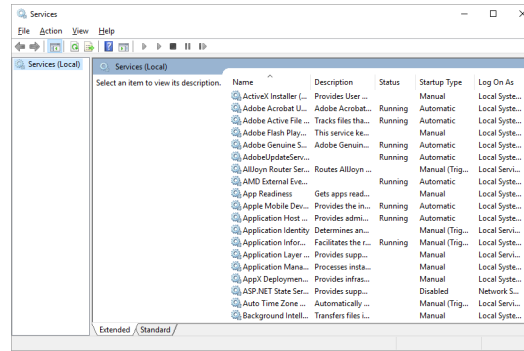 Services
File Action View Help
Services (Local)
Services (Local)
Select an item to view its description.
Name Description Status Startup Type Log On As
ActiveX Installer (... Provides User ... Manual Local Syste...
Adobe Acrobat U... Adobe Acrobat... Running Automatic Local Syste...
Adobe Active File ... Tracks files tha... Running Automatic Local Syste...
Adobe Flash Play... This service ke... Manual Local Syste...
Adobe Genuine S... Adobe Genuin... Running Automatic Local Syste...
AdobeUpdateServ... Running Automatic Local Syste...
AllJoyn Router Ser... Routes AllJoyn ... Manual (Trig... Local Servi...
AMD External Eve... Running Automatic Local Syste...
App Readiness Gets apps read... Manual Local Syste...
Apple Mobile Dev... Provides the in... Running Automatic Local Syste...
Application Host ... Provides admi... Running Automatic Local Syste...
Application Identity Determines an... Manual (Trig... Local Servi...
Application Infor... Facilitates the r... Running Manual (Trig... Local Syste...
Application Layer ... Provides supp... Manual Local Servi...
Application Mana... Processes insta... Manual Local Syste...
AppX Deploymen... Provides infras... Manual Local Syste...
ASP.NET State Ser... Provides supp... Disabled Network S...
Auto Time Zone ... Automatically ... Manual (Trig... Local Servi...
Background Intell... Transfers files i... Manual Local Syste...
Extended Standard